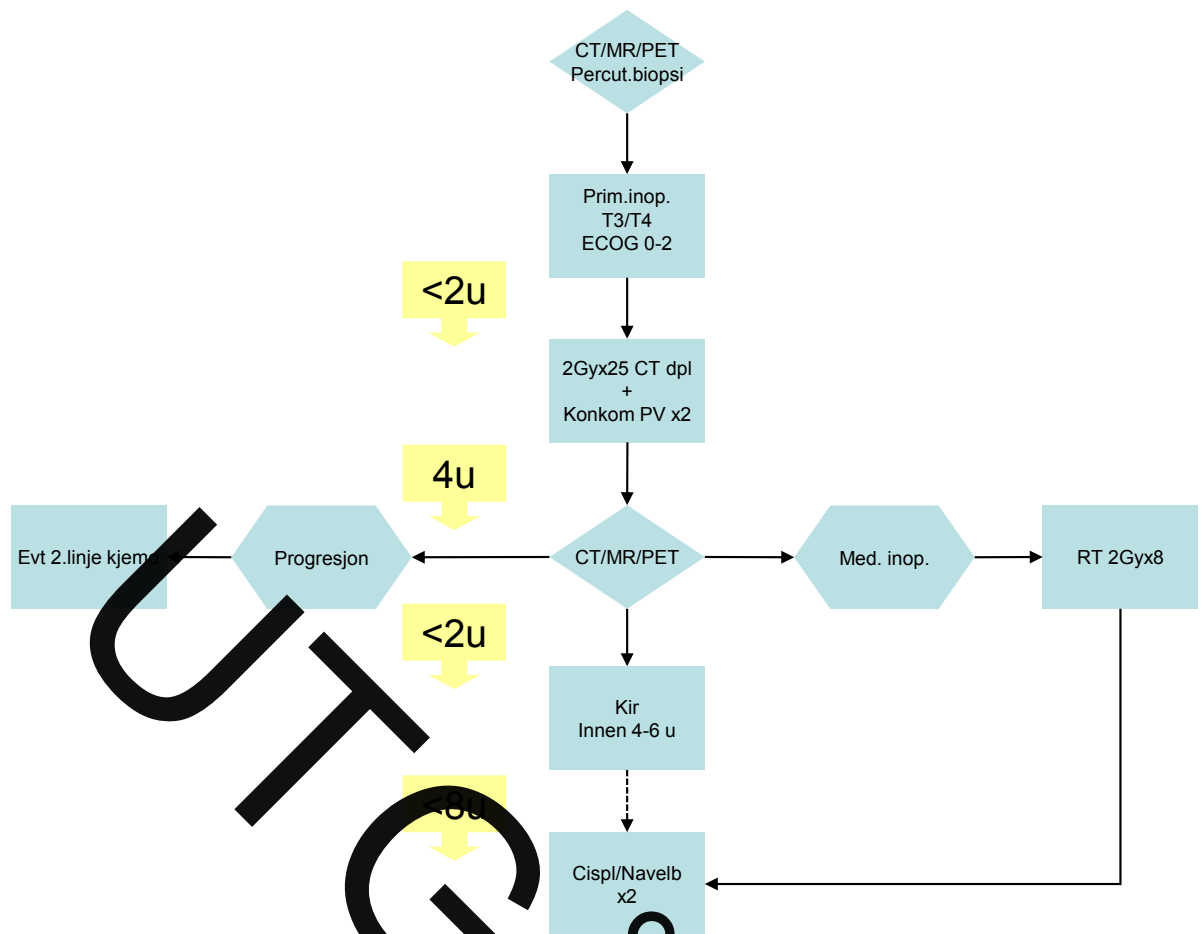 CT/MR/PET
Percut.biopsi
Prim.inop.
T3/T4
ECOG 0-2
<2u
2Gyx25 CT dpl
+
Konkom PV x2
4u
Evt 2.linje kjemo
Progresjon
CT/MR/PET
Med. inop.
RT 2Gyx8
<2u
Kir
Innen 4-6 u
<8u
Cispl/Navelb
x2
UTG